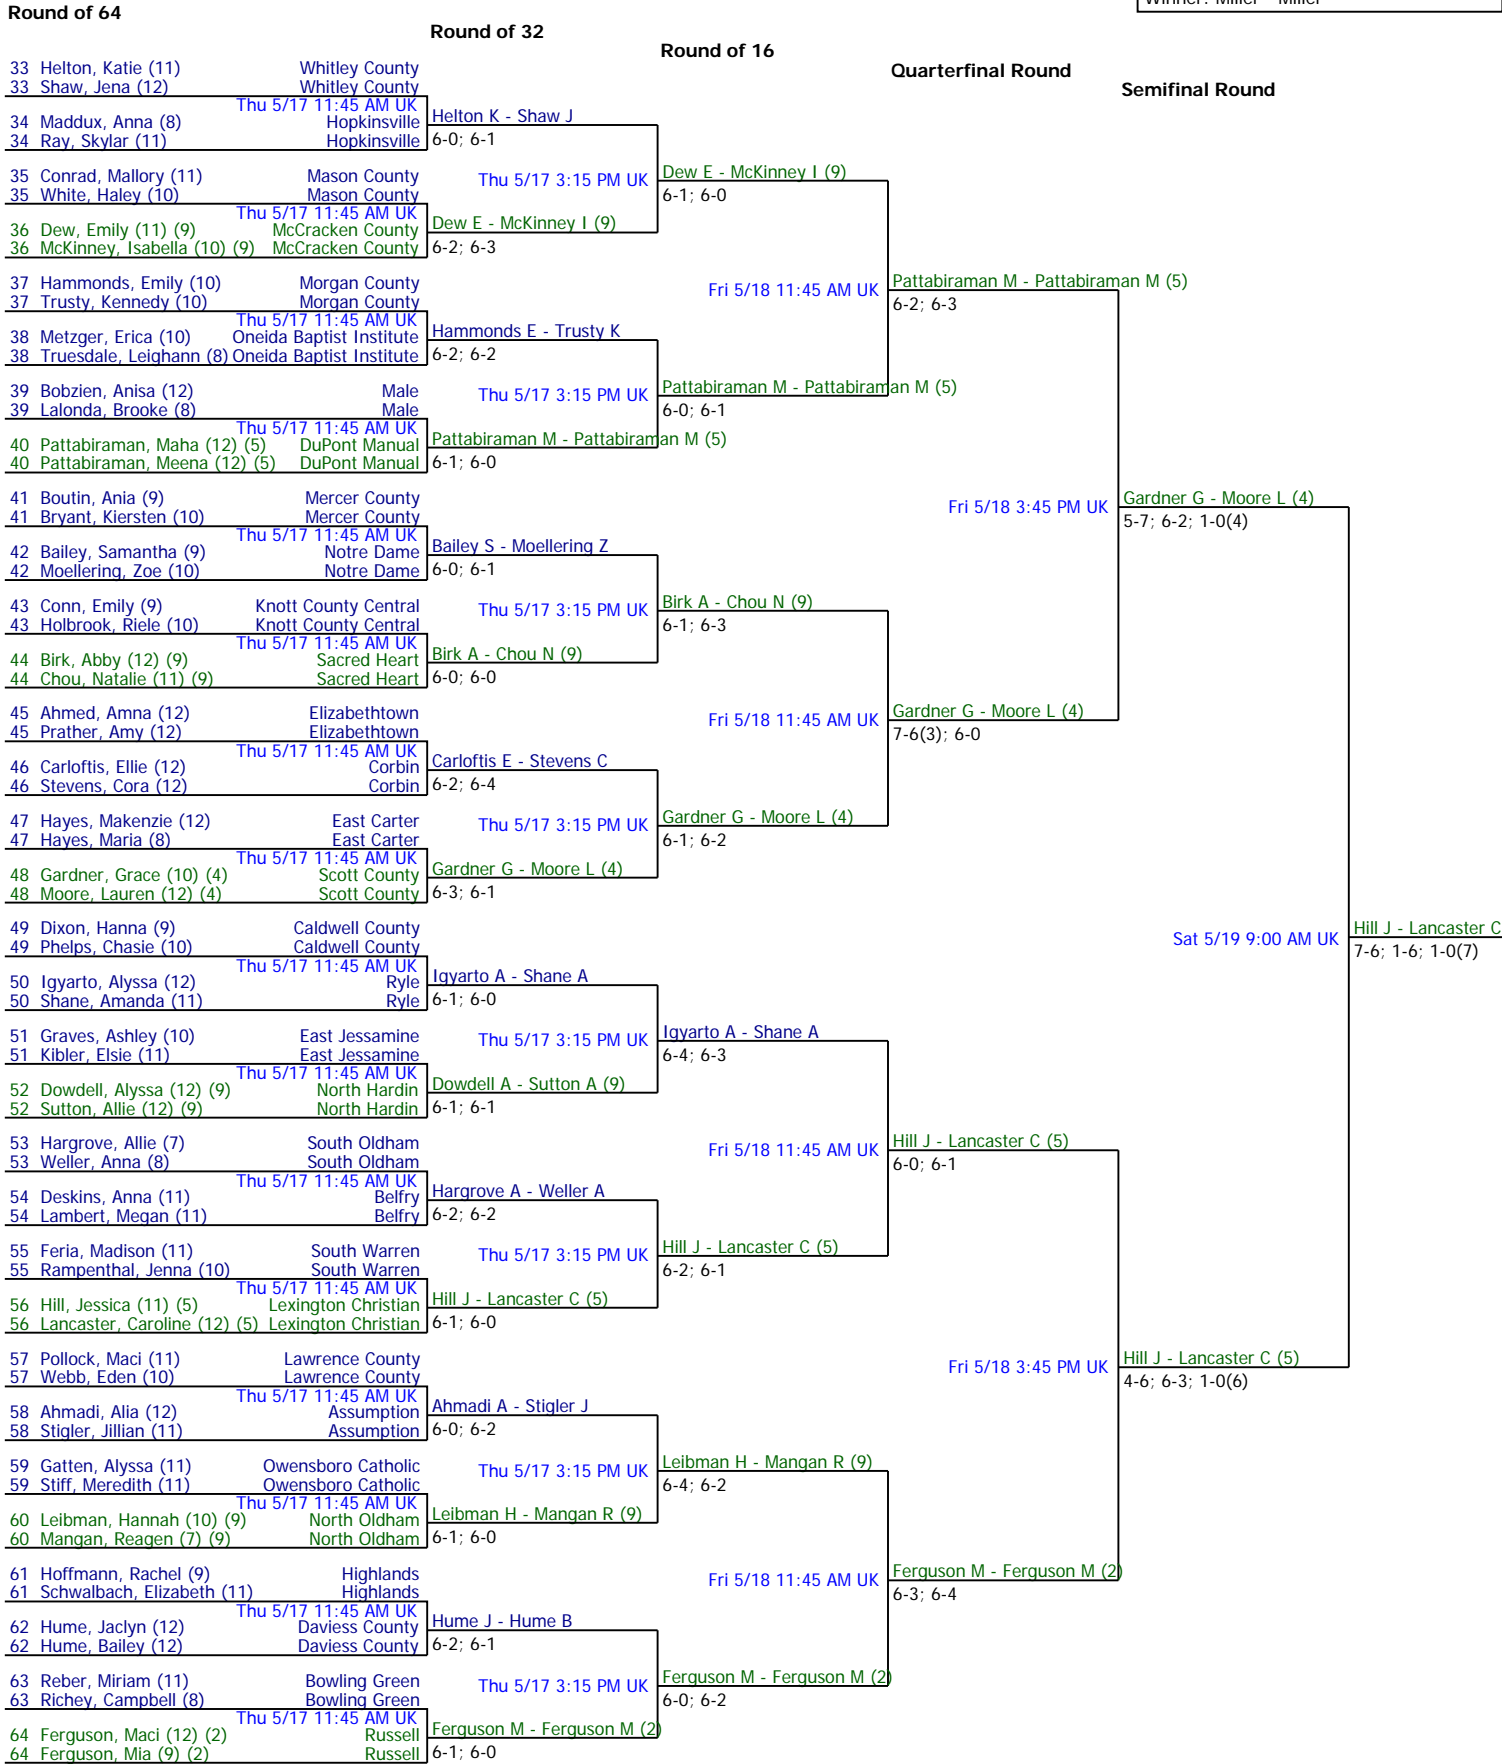 Round of 64
Round of 32
Round of 16
Quarterfinal Round
Semifinal Round
33 Helton, Katie (11) Whitley County
33 Shaw, Jena (12) Whitley County
Thu 5/17 11:45 AM UK
34 Maddux, Anna (8) Hopkinsville
34 Ray, Skylar (11) Hopkinsville
35 Conrad, Mallory (11) Mason County
35 White, Haley (10) Mason County
Thu 5/17 11:45 AM UK
36 Dew, Emily (11) (9) McCracken County
36 McKinney, Isabella (10) (9) McCracken County
37 Hammonds, Emily (10) Morgan County
37 Trusty, Kennedy (10) Morgan County
Thu 5/17 11:45 AM UK
38 Metzger, Erica (10) Oneida Baptist Institute
38 Truesdale, Leighann (8) Oneida Baptist Institute
39 Bobzien, Anisa (12) Male
39 Lalonda, Brooke (8) Male
Thu 5/17 11:45 AM UK
40 Pattabiraman, Maha (12) (5) DuPont Manual
40 Pattabiraman, Meena (12) (5) DuPont Manual
41 Boutin, Ania (9) Mercer County
41 Bryant, Kiersten (10) Mercer County
Thu 5/17 11:45 AM UK
42 Bailey, Samantha (9) Notre Dame
42 Moellering, Zoe (10) Notre Dame
43 Conn, Emily (9) Knott County Central
43 Holbrook, Riele (10) Knott County Central
Thu 5/17 11:45 AM UK
44 Birk, Abby (12) (9) Sacred Heart
44 Chou, Natalie (11) (9) Sacred Heart
45 Ahmed, Amna (12) Elizabethtown
45 Prather, Amy (12) Elizabethtown
Thu 5/17 11:45 AM UK
46 Carloftis, Ellie (12) Corbin
46 Stevens, Cora (12) Corbin
47 Hayes, Makenzie (12) East Carter
47 Hayes, Maria (8) East Carter
Thu 5/17 11:45 AM UK
48 Gardner, Grace (10) (4) Scott County
48 Moore, Lauren (12) (4) Scott County
49 Dixon, Hanna (9) Caldwell County
49 Phelps, Chasie (10) Caldwell County
Thu 5/17 11:45 AM UK
50 Igyarto, Alyssa (12) Ryle
50 Shane, Amanda (11) Ryle
51 Graves, Ashley (10) East Jessamine
51 Kibler, Elsie (11) East Jessamine
Thu 5/17 11:45 AM UK
52 Dowdell, Alyssa (12) (9) North Hardin
52 Sutton, Allie (12) (9) North Hardin
53 Hargrove, Allie (7) South Oldham
53 Weller, Anna (8) South Oldham
Thu 5/17 11:45 AM UK
54 Deskins, Anna (11) Belfry
54 Lambert, Megan (11) Belfry
55 Feria, Madison (11) South Warren
55 Rampenthal, Jenna (10) South Warren
Thu 5/17 11:45 AM UK
56 Hill, Jessica (11) (5) Lexington Christian
56 Lancaster, Caroline (12) (5) Lexington Christian
57 Pollock, Maci (11) Lawrence County
57 Webb, Eden (10) Lawrence County
Thu 5/17 11:45 AM UK
58 Ahmadi, Alia (12) Assumption
58 Stigler, Jillian (11) Assumption
59 Gatten, Alyssa (11) Owensboro Catholic
59 Stiff, Meredith (11) Owensboro Catholic
Thu 5/17 11:45 AM UK
60 Leibman, Hannah (10) (9) North Oldham
60 Mangan, Reagen (7) (9) North Oldham
61 Hoffmann, Rachel (9) Highlands
61 Schwalbach, Elizabeth (11) Highlands
Thu 5/17 11:45 AM UK
62 Hume, Jaclyn (12) Daviess County
62 Hume, Bailey (12) Daviess County
63 Reber, Miriam (11) Bowling Green
63 Richey, Campbell (8) Bowling Green
Thu 5/17 11:45 AM UK
64 Ferguson, Maci (12) (2) Russell
64 Ferguson, Mia (9) (2) Russell
Helton K - Shaw J
6-0; 6-1
Thu 5/17 3:15 PM UK
Dew E - McKinney I (9)
6-2; 6-3
Hammonds E - Trusty K
6-2; 6-2
Thu 5/17 3:15 PM UK
Pattabiraman M - Pattabiraman M (5)
6-1; 6-0
Bailey S - Moellering Z
6-0; 6-1
Thu 5/17 3:15 PM UK
Birk A - Chou N (9)
6-0; 6-0
Carloftis E - Stevens C
6-2; 6-4
Thu 5/17 3:15 PM UK
Gardner G - Moore L (4)
6-3; 6-1
Igyarto A - Shane A
6-1; 6-0
Thu 5/17 3:15 PM UK
Dowdell A - Sutton A (9)
6-1; 6-1
Hargrove A - Weller A
6-2; 6-2
Thu 5/17 3:15 PM UK
Hill J - Lancaster C (5)
6-1; 6-0
Ahmadi A - Stigler J
6-0; 6-2
Thu 5/17 3:15 PM UK
Leibman H - Mangan R (9)
6-1; 6-0
Hume J - Hume B
6-2; 6-1
Thu 5/17 3:15 PM UK
Ferguson M - Ferguson M (2)
6-1; 6-0
Dew E - McKinney I (9)
6-1; 6-0
Fri 5/18 11:45 AM UK
Pattabiraman M - Pattabiraman M (5)
6-0; 6-1
Birk A - Chou N (9)
6-1; 6-3
Fri 5/18 11:45 AM UK
Gardner G - Moore L (4)
6-1; 6-2
Igyarto A - Shane A
6-4; 6-3
Fri 5/18 11:45 AM UK
Hill J - Lancaster C (5)
6-2; 6-1
Leibman H - Mangan R (9)
6-4; 6-2
Fri 5/18 11:45 AM UK
Ferguson M - Ferguson M (2)
6-0; 6-2
Pattabiraman M - Pattabiraman M (5)
6-2; 6-3
Fri 5/18 3:45 PM UK
Gardner G - Moore L (4)
7-6(3); 6-0
Hill J - Lancaster C (5)
6-0; 6-1
Fri 5/18 3:45 PM UK
Ferguson M - Ferguson M (2)
6-3; 6-4
Gardner G - Moore L (4)
5-7; 6-2; 1-0(4)
Sat 5/19 9:00 AM UK
Hill J - Lancaster C (5)
4-6; 6-3; 1-0(6)
Hill J - Lancaster C
7-6; 1-6; 1-0(7)